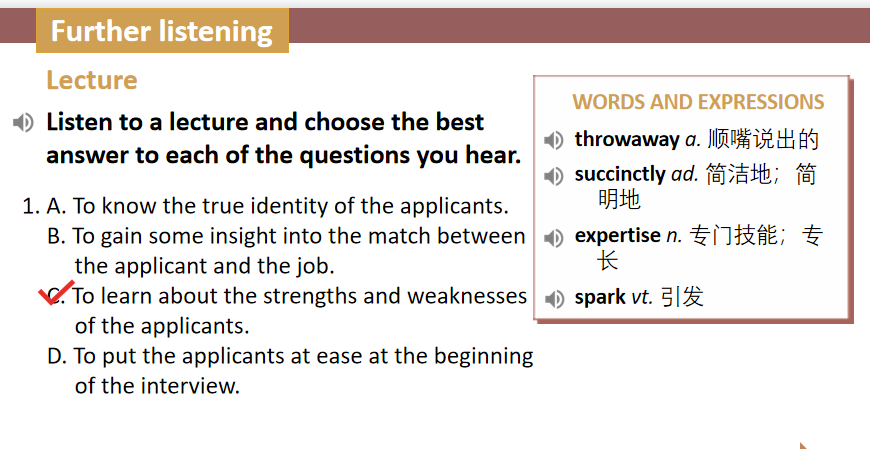 Further listening
Lecture
Listen to a lecture and choose the best
answer to each of the questions you hear.
1. A. To know the true identity of the applicants.
B. To gain some insight into the match between
the applicant and the job.
C. To learn about the strengths and weaknesses
of the applicants.
D. To put the applicants at ease at the beginning
of the interview.
WORDS AND EXPRESSIONS
throwaway a. 顺嘴说出的
succinctly ad. 简洁地；简
明地
expertise n. 专门技能；专
长
spark vt. 引发